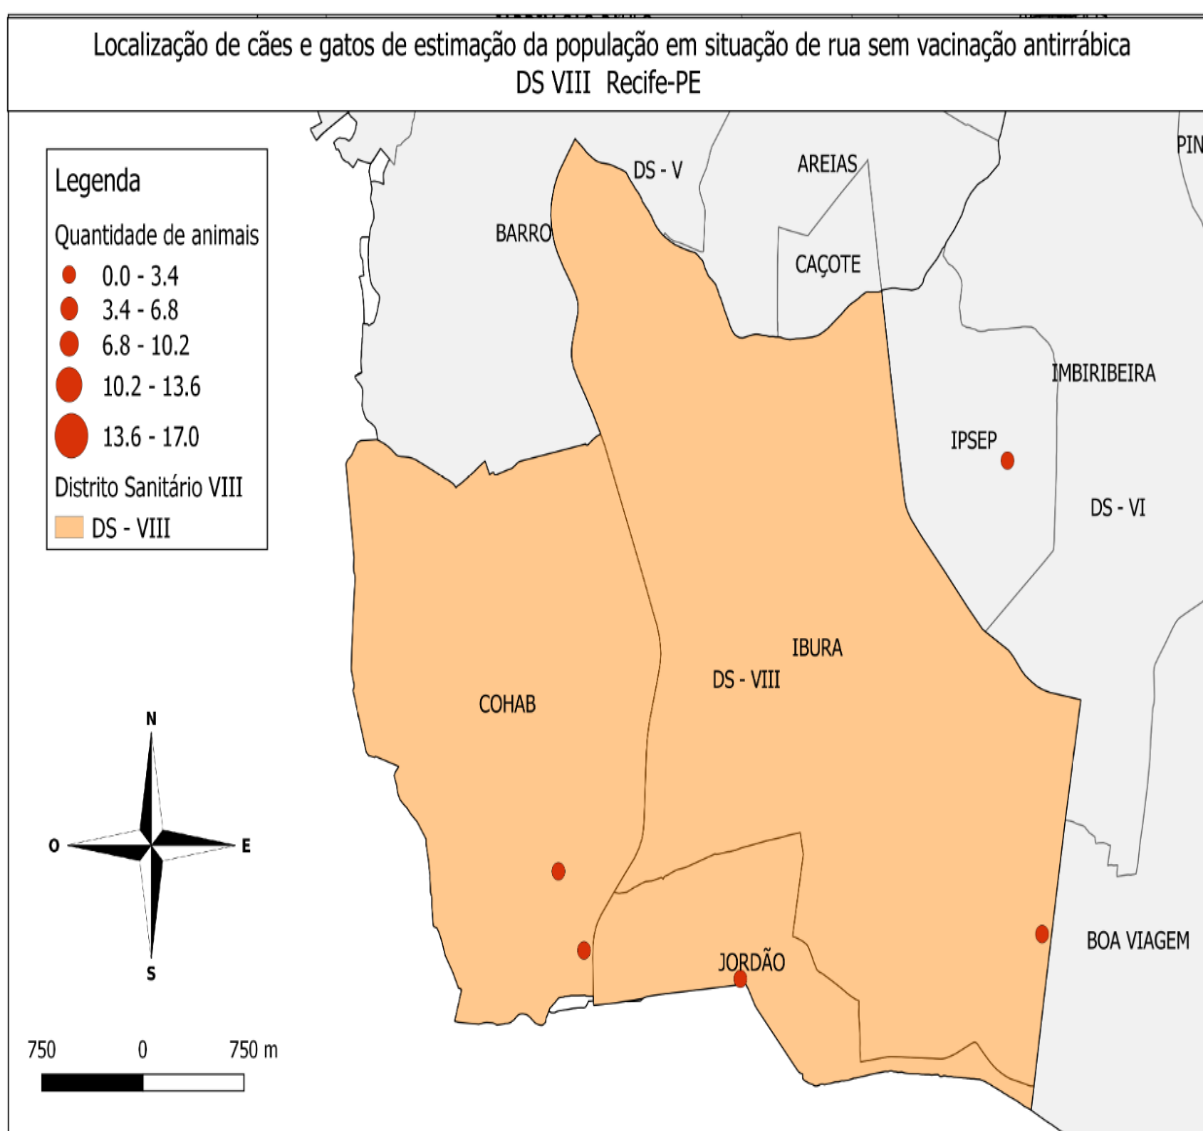 Localização de cães e gatos de estimação da população em situação de rua sem vacinação antirrábica
DS VIII Recife-PE
Legenda
Quantidade de animais
0.0 - 3.4
3.4 - 6.8
6.8 - 10.2
10.2 - 13.6
13.6 - 17.0
Distrito Sanitário VIII
DS - VIII
PIN
AREIAS
DS - V
BARRO
CAÇOTE
IMBIRIBEIRA
IPSEP
DS - VI
IBURA
DS - VIII
COHAB
N
O
E
S
BOA VIAGEM
JORDÃO
750
0
750 m